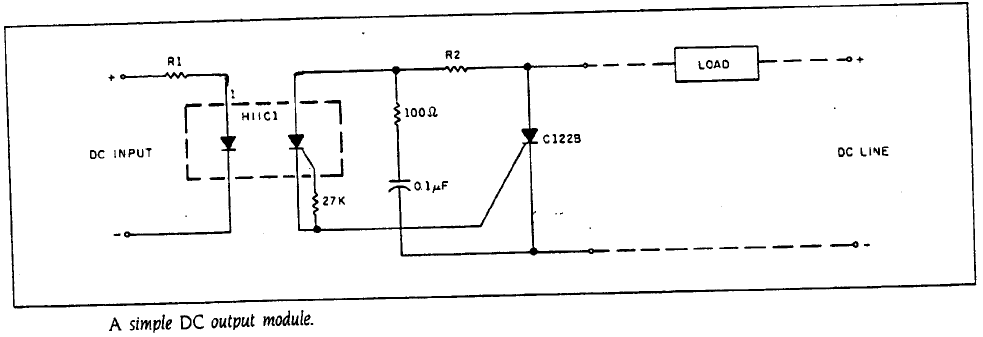 R1
R2
+
LOAD
+
1
H11C1
100Ω
C122B
DC INPUT
DC LINE
0.1µF
27K
-
-
A simple DC output module.